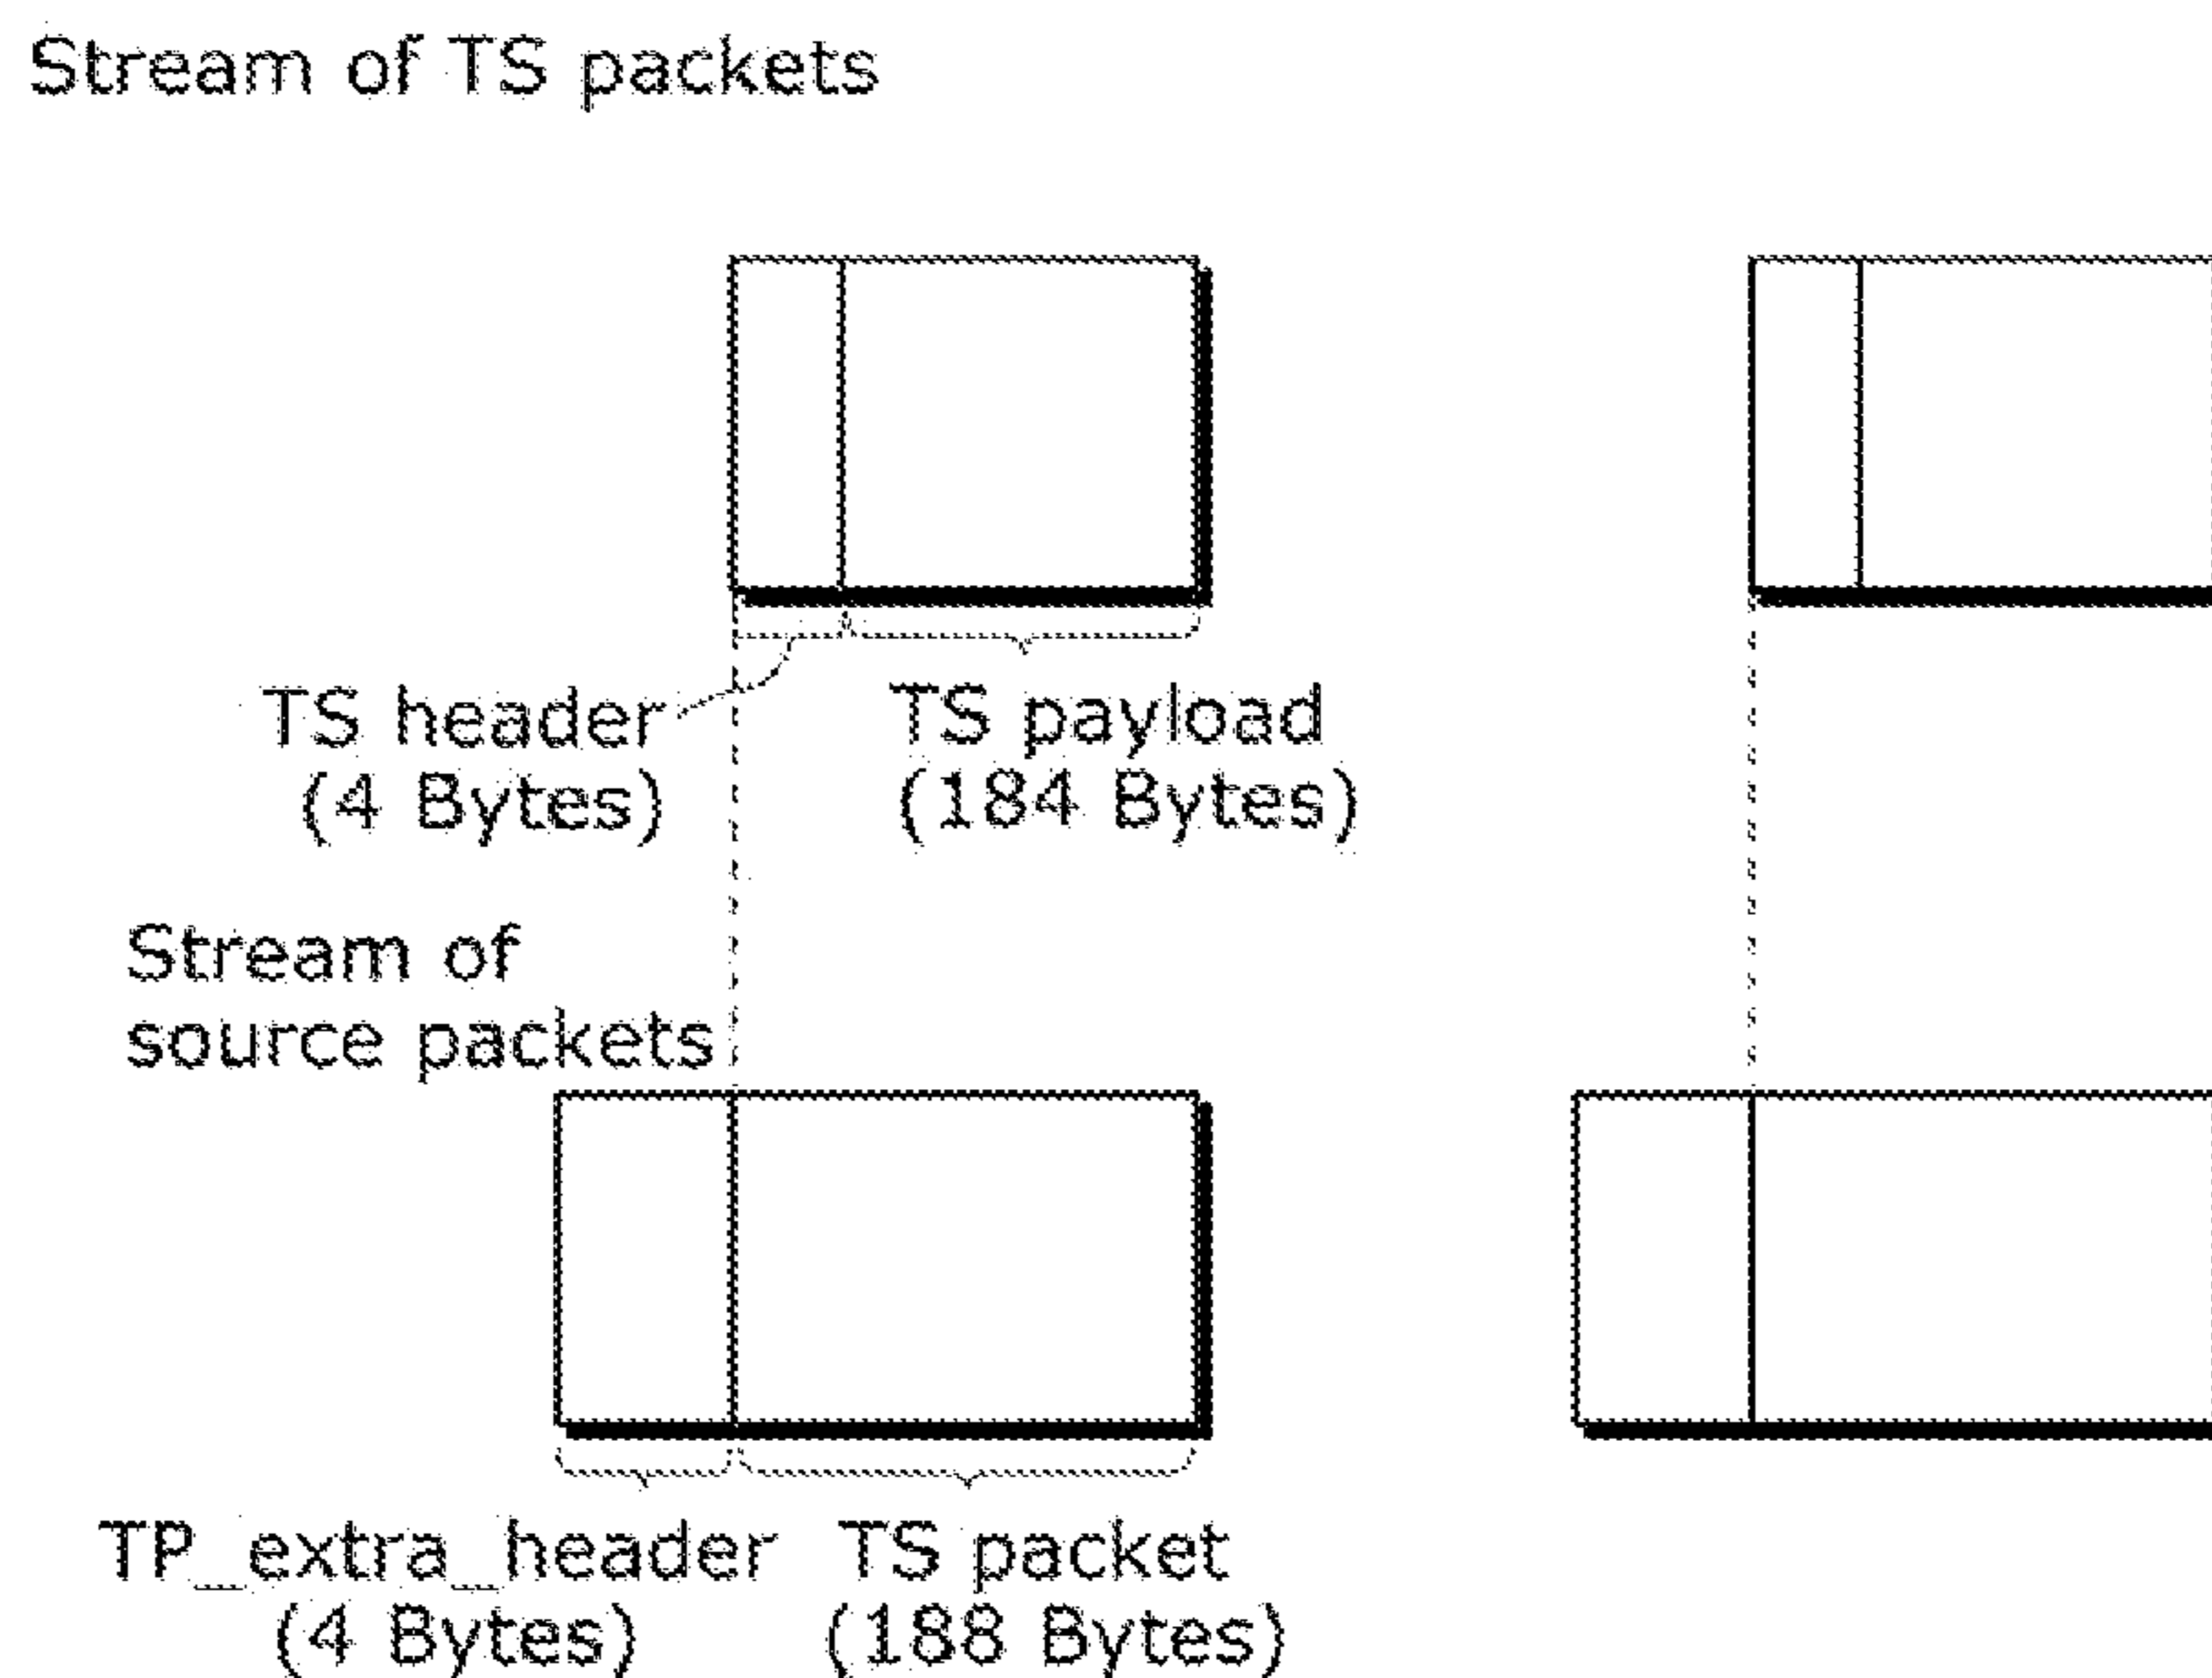 Stream of TS packets
TS header
(4 Bytes)
TS payload
(184 Bytes)
Stream of
source packets
TP_extra_header
(4 Bytes)
TS packet
(188 Bytes)